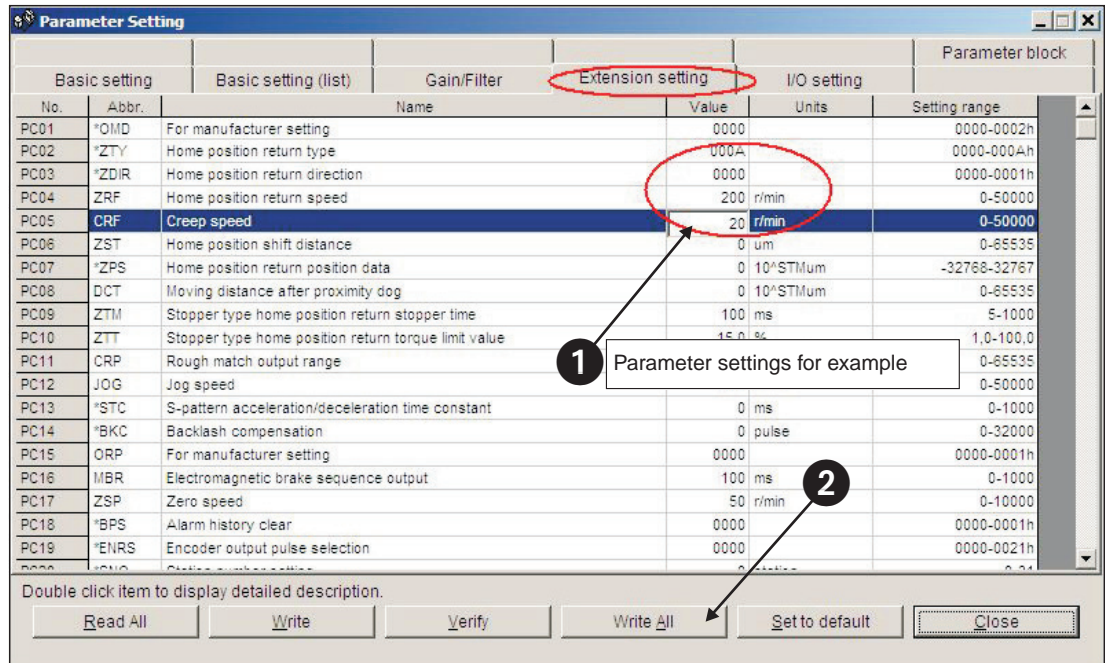 Parameter Setting
Parameter block
Basic setting Basic setting (list) Gain/Filter Extension setting I/O setting
No. Abbr. Name Value Units Setting range
PC01 *OMD For manufacturer setting 0000 0000-0002h
PC02 *ZTY Home position return type 000A 0000-000Ah
PC03 *ZDIR Home position return direction 0000 0000-0001h
PC04 ZRF Home position return speed 200 r/min 0-50000
PC05 CRF Creep speed 20 r/min 0-50000
PC06 ZST Home position shift distance 0 um 0-65535
PC07 *ZPS Home position return position data 0 10^STMum -32768-32767
PC08 DCT Moving distance after proximity dog 0 10^STMum 0-65535
PC09 ZTM Stopper type home position return stopper time 100 ms 5-1000
PC10 ZTT Stopper type home position return torque limit value 15,0 % 1,0-100,0
PC11 CRP Rough match output range 0-65535
1 Parameter settings for example
PC12 JOG Jog speed 0-50000
PC13 *STC S-pattern acceleration/deceleration time constant 0 ms 0-1000
PC14 *BKC Backlash compensation 0 pulse 0-32000
PC15 ORP For manufacturer setting 0000 0000-0001h
PC16 MBR Electromagnetic brake sequence output 100 ms 0-1000
2
PC17 ZSP Zero speed 50 r/min 0-10000
PC18 *BPS Alarm history clear 0000 0000-0001h
PC19 *ENRS Encoder output pulse selection 0000 0000-0021h
Double click item to display detailed description.
Read All Write Verify Write All Set to default Close